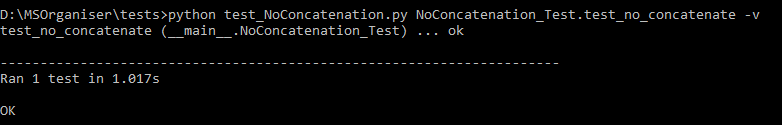 D:\MSOrganiser\tests>python test_NoConcatenation.py NoConcatenation_Test.test_no_concatenate -v
test_no_concatenate (__main__.NoConcatenation_Test) ... ok
----------------------------------------------------------------------
Ran 1 test in 1.017s
OK